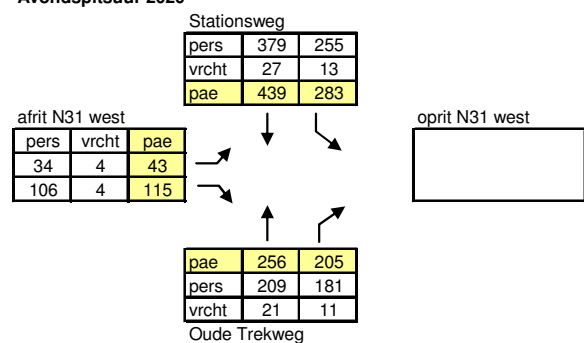 Avondspitsuur 2020
Stationsweg
pers 379 255
vrcht 27 13
pae 439 283
afrit N31 west
oprit N31 west
pers vrcht pae
34 4 43
106 4 115
pae 256 205
pers 209 181
vrcht 21 11
Oude Trekweg